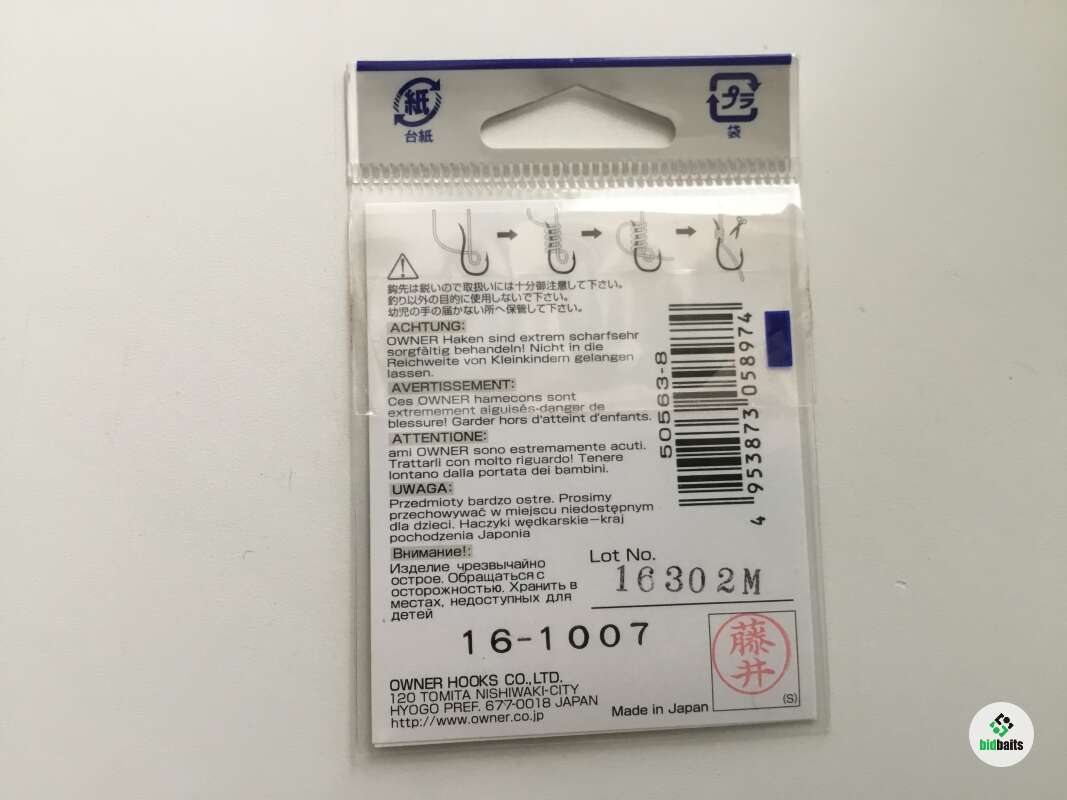 紙
台紙
プラ
袋
鈎先は鋭いので取扱いには十分御注意して下さい。
釣り以外の目的に使用しないで下さい。
幼児の手の届かない所へ保管して下さい。
ACHTUNG:
OWNER Haken sind extrem scharfsehr
sorgfältig behandeln! Nicht in die
Reichweite von Kleinkindern gelangen
lassen.
AVERTISSEMENT:
Ces OWNER hamecons sont
extremement aiguisés-danger de
blessure! Garder hors d'atteint d'enfants.
ATTENTIONE:
ami OWNER sono estremamente acuti.
Trattarli con molto riguardo! Tenere
lontano dalla portata dei bambini.
UWAGA:
Przedmioty bardzo ostre. Prosimy
przechowywać w miejscu niedostępnym
dla dzieci. Haczyki wędkarskie-kraj
pochodzenia Japonia
Внимание!:
Изделие чрезвычайно
острое. Обращаться с
осторожностью. Хранить в
местах, недоступных для
детей
50563-8
4 953873 058974
Lot No.
16302M
16-1007
藤井
(S)
OWNER HOOKS CO.,LTD.
120 TOMITA NISHIWAKI-CITY
HYOGO PREF. 677-0018 JAPAN
http://www.owner.co.jp
Made in Japan
bidbaits